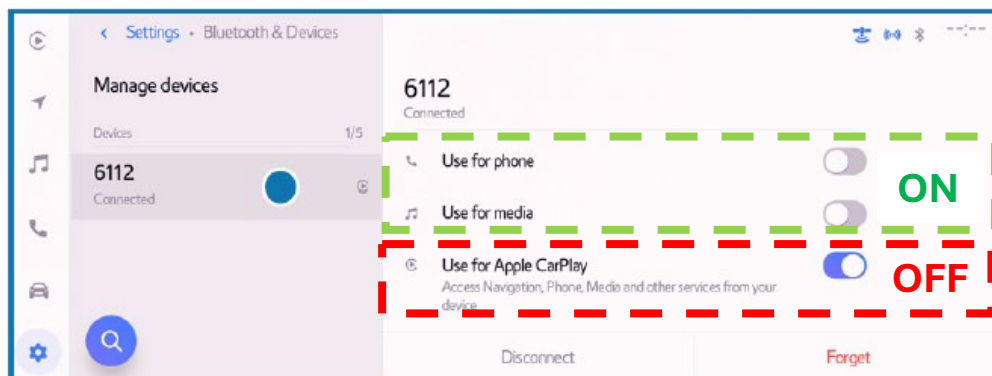 Settings • Bluetooth & Devices
--:--
Manage devices
Devices 1/5
6112
Connected
6112
Connected
Use for phone
Use for media
ON
Use for Apple CarPlay
Access Navigation, Phone, Media and other services from your
device
OFF
Disconnect
Forget